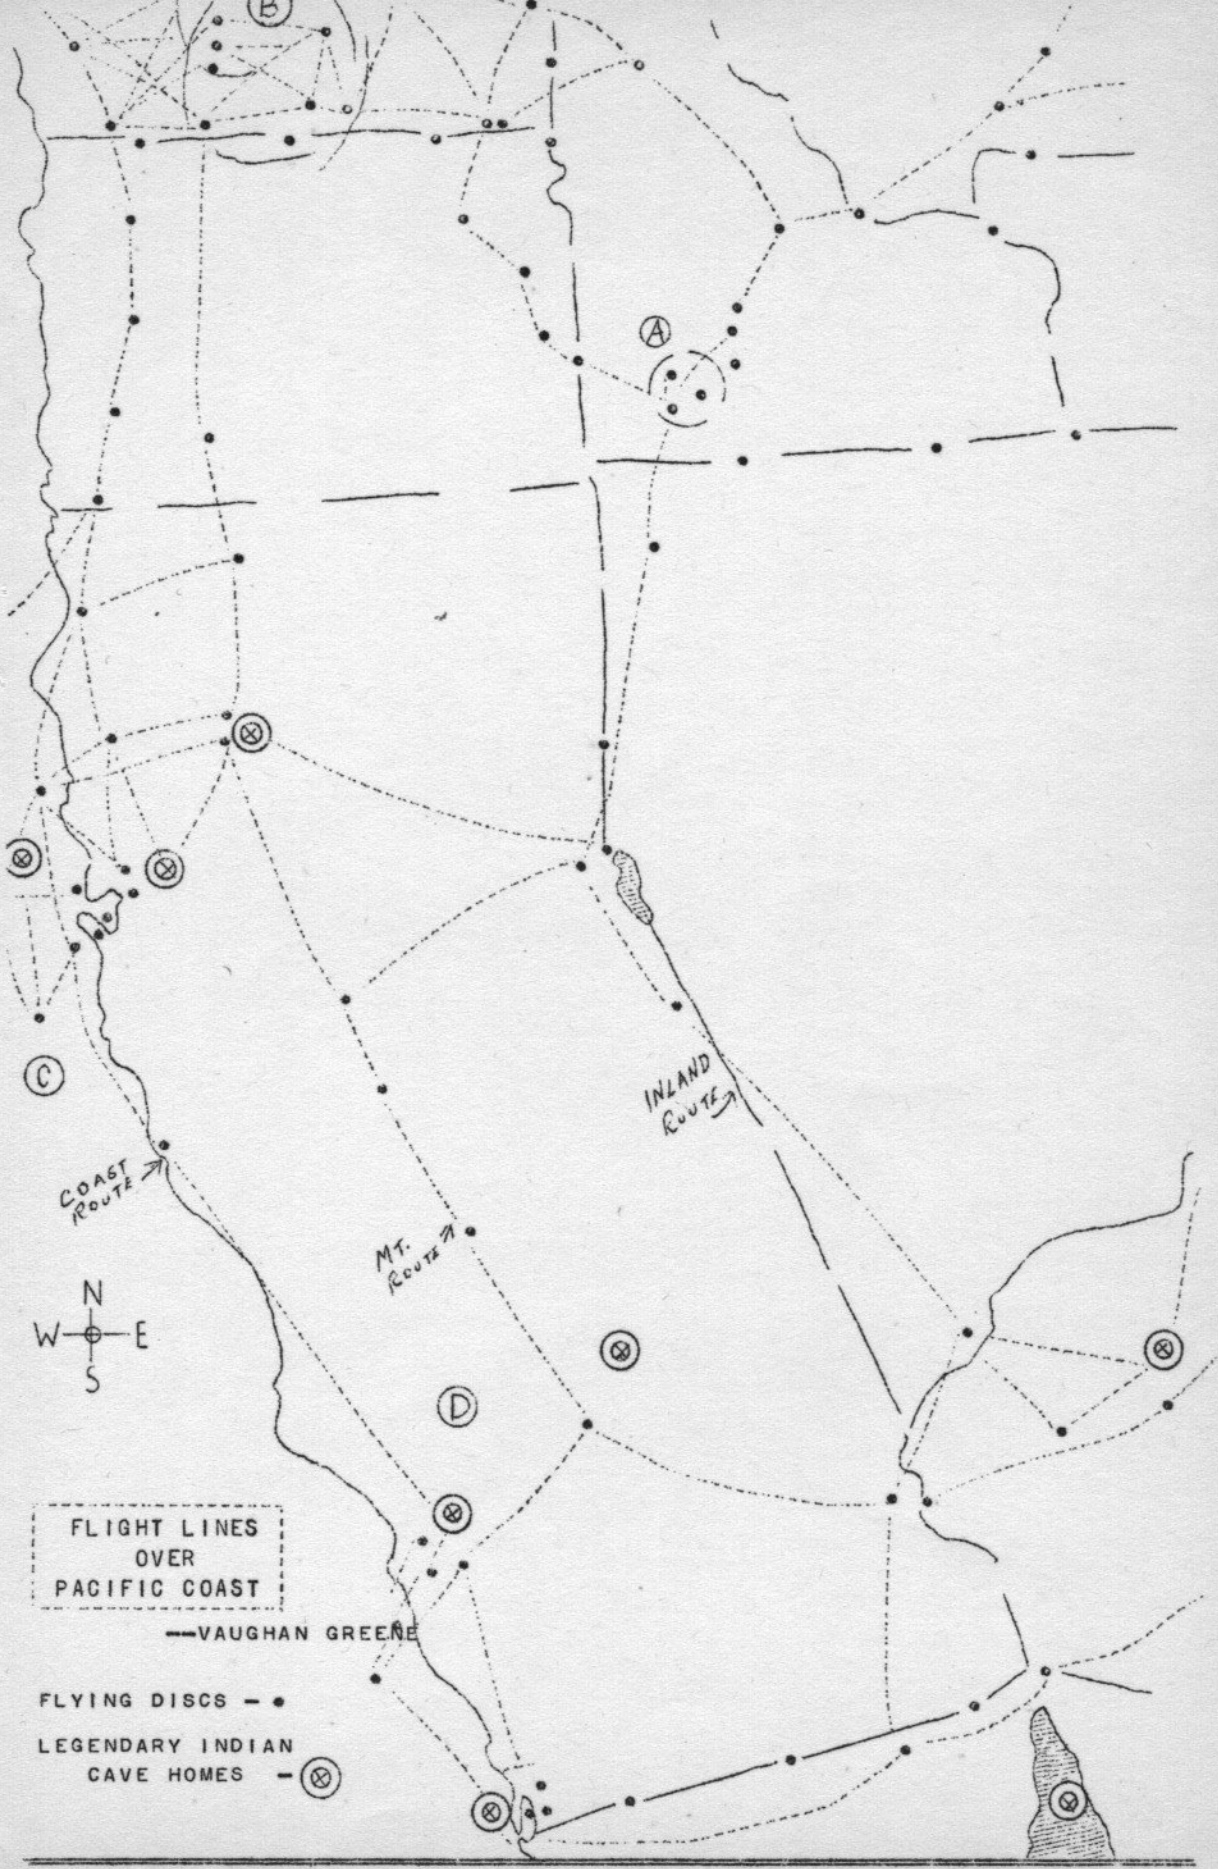 B
A
C
INLAND
ROUTE
COAST
ROUTE
MT.
ROUTE
N
W E
S
D
FLIGHT LINES
OVER
PACIFIC COAST
—VAUGHAN GREENE
FLYING DISCS -
LEGENDARY INDIAN
CAVE HOMES -